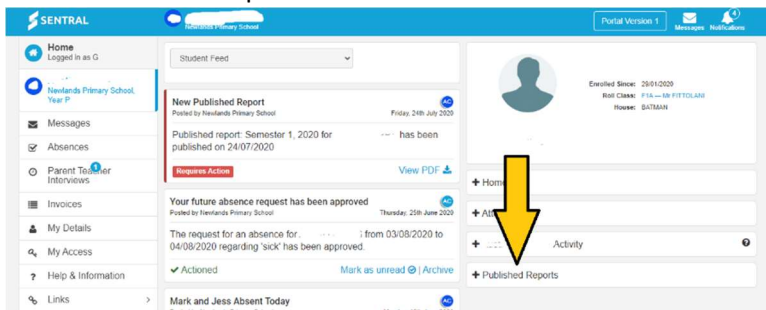 SENTRAL
Newlands Primary School
Portal Version 1
Messages
Notifications
4
Home
Logged in as G
Newlands Primary School,
Year P
Messages
Absences
Parent Teacher
Interviews
1
Invoices
My Details
My Access
Help & Information
Links
Student Feed
New Published Report
AC
Posted by Newlands Primary School
Friday, 24th July 2020
Published report: Semester 1, 2020 for has been
published on 24/07/2020
Requires Action
View PDF
Your future absence request has been approved
AC
Posted by Newlands Primary School
Thursday, 25th June 2020
The request for an absence for from 03/08/2020 to
04/08/2020 regarding 'sick' has been approved.
Actioned
Mark as unread | Archive
Mark and Jess Absent Today
AC
Enrolled Since: 29/01/2020
Roll Class: F1A — Mr FITTOLANI
House: BATMAN
+ Hom
+ Att
+ Activity
+ Published Reports